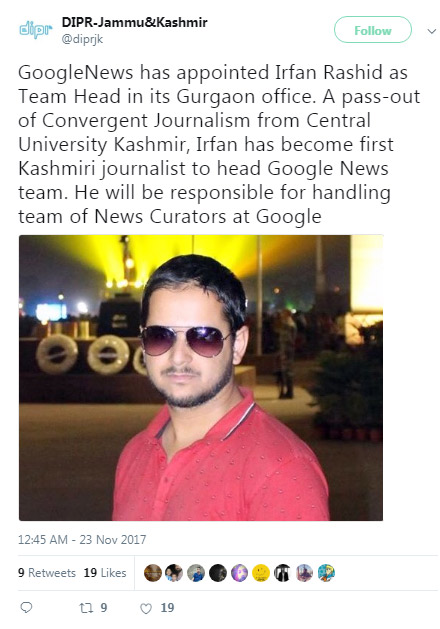 dipr DIPR-Jammu&Kashmir
@diprjk
Follow
GoogleNews has appointed Irfan Rashid as
Team Head in its Gurgaon office. A pass-out
of Convergent Journalism from Central
University Kashmir, Irfan has become first
Kashmiri journalist to head Google News
team. He will be responsible for handling
team of News Curators at Google
12:45 AM - 23 Nov 2017
9 Retweets 19 Likes
9 19